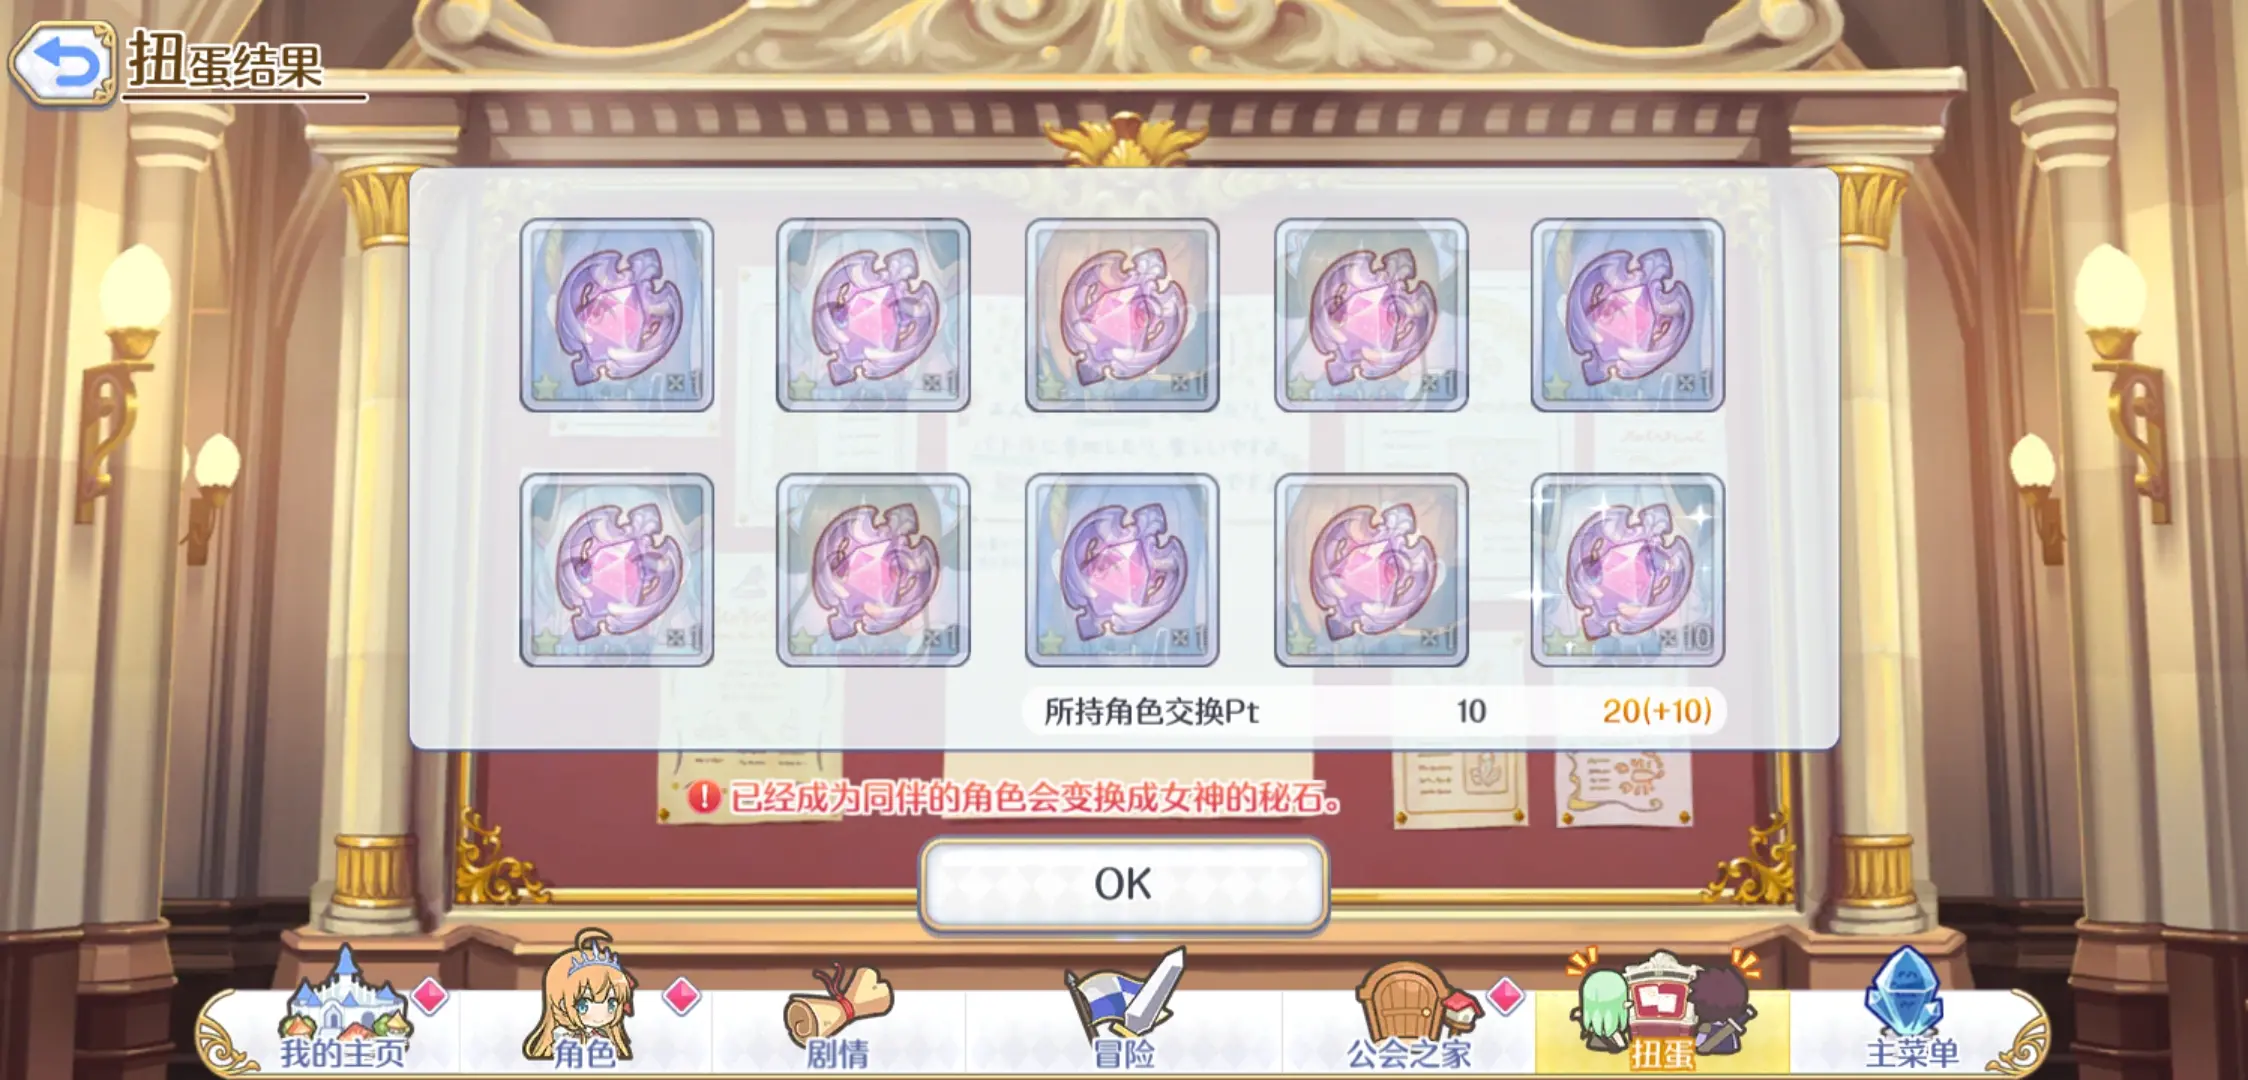 扭蛋结果
×1 ×1 ×1 ×1 ×1
×1 ×1 ×1 ×1 ×10
所持角色交换Pt 10 20(+10)
! 已经成为同伴的角色会变换成女神的秘石。
OK
我的主页 角色 剧情 冒险 公会之家 扭蛋 主菜单